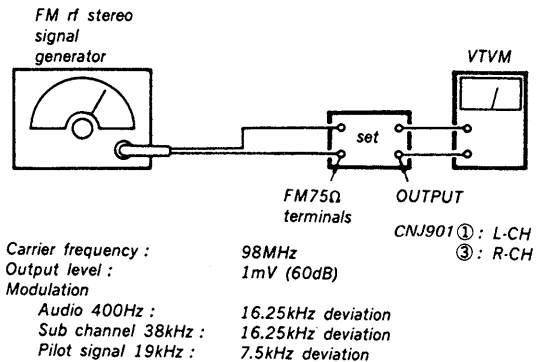 FM rf stereo
signal
generator
VTVM
set
FM75Ω
terminals
OUTPUT
CNJ901 ① : L-CH
③ : R-CH
Carrier frequency : 98MHz
Output level : 1mV (60dB)
Modulation
Audio 400Hz : 16.25kHz deviation
Sub channel 38kHz : 16.25kHz deviation
Pilot signal 19kHz : 7.5kHz deviation